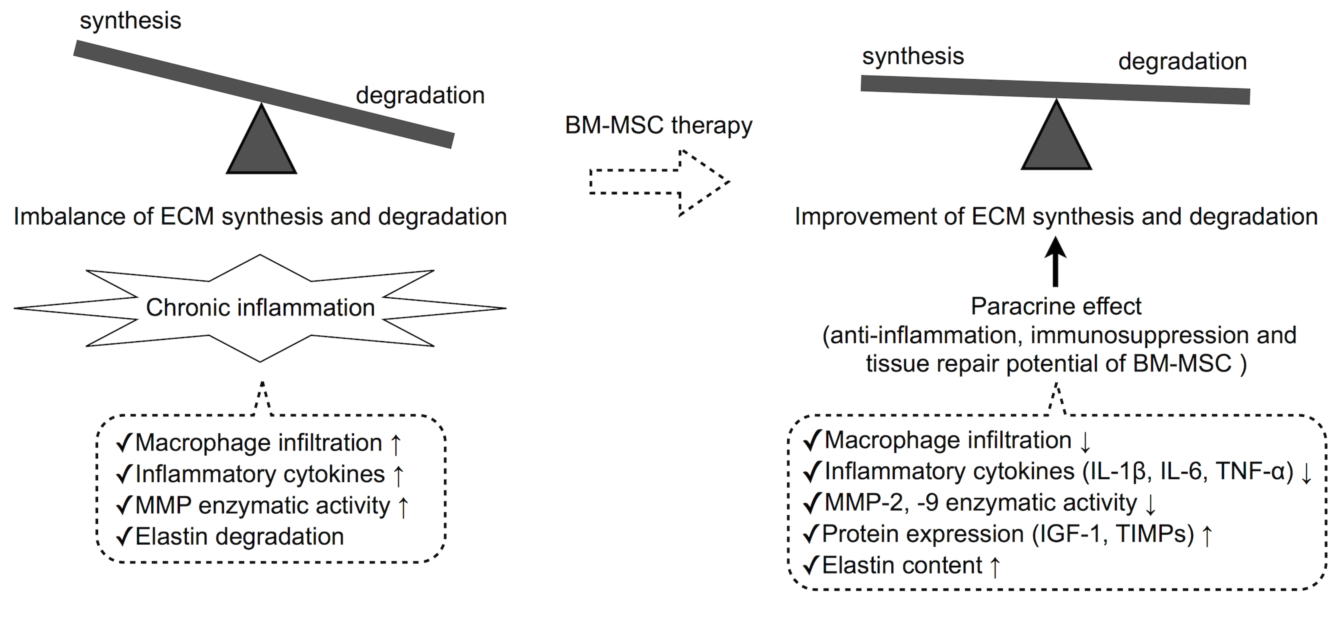 synthesis
degradation
Imbalance of ECM synthesis and degradation
Chronic inflammation
✓Macrophage infiltration ↑
✓Inflammatory cytokines ↑
✓MMP enzymatic activity ↑
✓Elastin degradation
BM-MSC therapy
synthesis
degradation
Improvement of ECM synthesis and degradation
Paracrine effect
(anti-inflammation, immunosuppression and
tissue repair potential of BM-MSC )
✓Macrophage infiltration ↓
✓Inflammatory cytokines (IL-1β, IL-6, TNF-α) ↓
✓MMP-2, -9 enzymatic activity ↓
✓Protein expression (IGF-1, TIMPs) ↑
✓Elastin content ↑